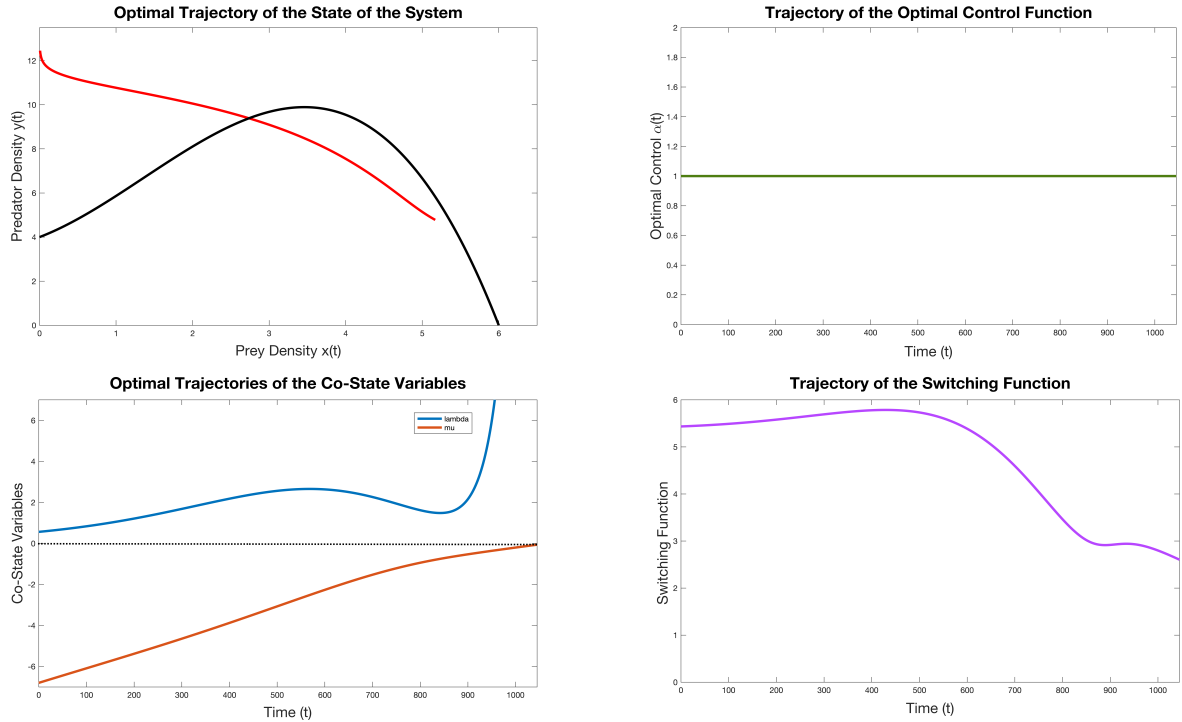 Optimal Trajectory of the State of the System
12
10
8
6
4
2
0
Predator Density y(t)
0 1 2 3 4 5 6
Prey Density x(t)
Trajectory of the Optimal Control Function
2
1.8
1.6
1.4
1.2
1
0.8
0.6
0.4
0.2
0
Optimal Control α(t)
0 100 200 300 400 500 600 700 800 900 1000
Time (t)
Optimal Trajectories of the Co-State Variables
lambda
mu
6
4
2
0
-2
-4
-6
Co-State Variables
0 100 200 300 400 500 600 700 800 900 1000
Time (t)
Trajectory of the Switching Function
6
5
4
3
2
1
0
Switching Function
0 100 200 300 400 500 600 700 800 900 1000
Time (t)